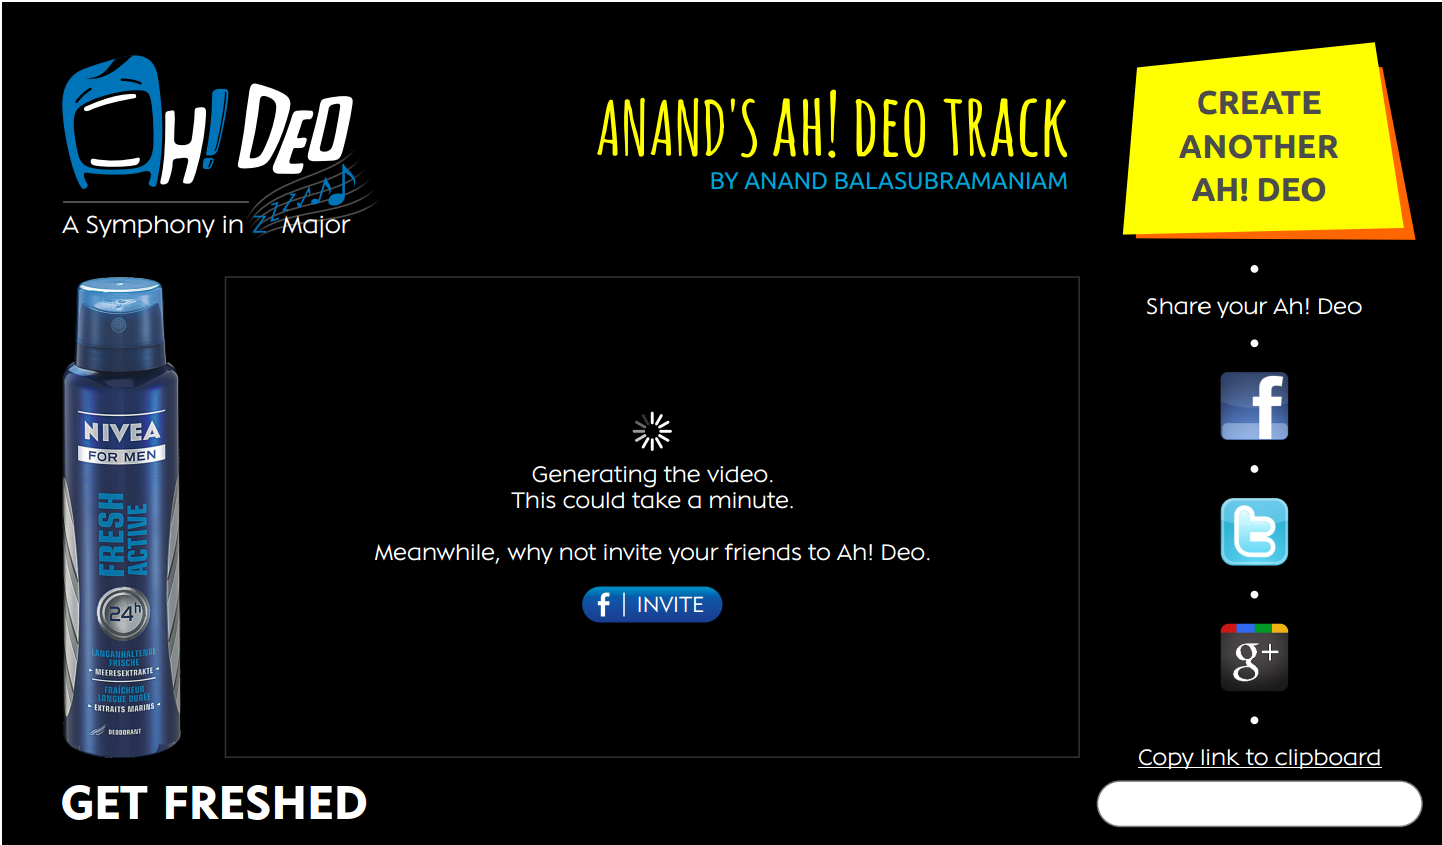 Ah! DEO
A Symphony in Z Major
ANAND'S AH! DEO TRACK
BY ANAND BALASUBRAMANIAM
CREATE
ANOTHER
AH! DEO
Share your Ah! Deo
f
t
g+
Copy link to clipboard
NIVEA
FOR MEN
FRESH
ACTIVE
24h
LANGANHALTENDE
FRISCHE
MEERESEXTRAKTE
FRAÎCHEUR
LONGUE DURÉE
EXTRAITS MARINS
DEODORANT
Generating the video.
This could take a minute.
Meanwhile, why not invite your friends to Ah! Deo.
f | INVITE
GET FRESHED